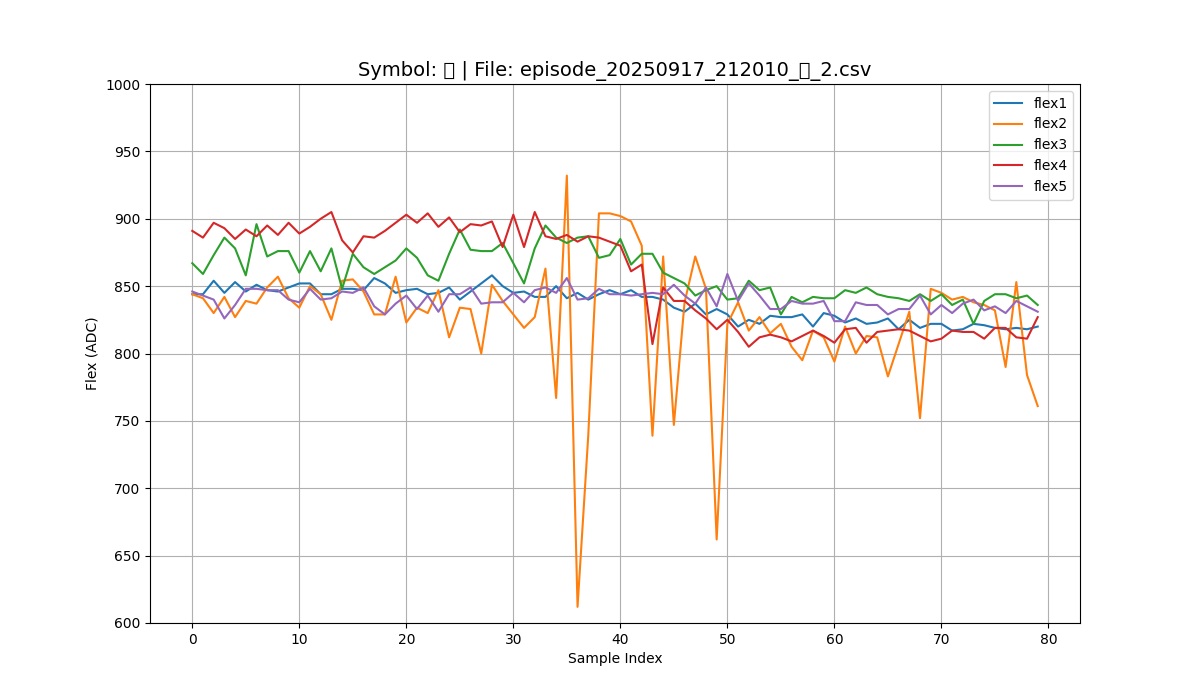 Symbol: | File: episode_20250917_212010_ _2.csv
flex1
flex2
flex3
flex4
flex5
1000
950
900
850
800
750
700
650
600
Flex (ADC)
0 10 20 30 40 50 60 70 80
Sample Index